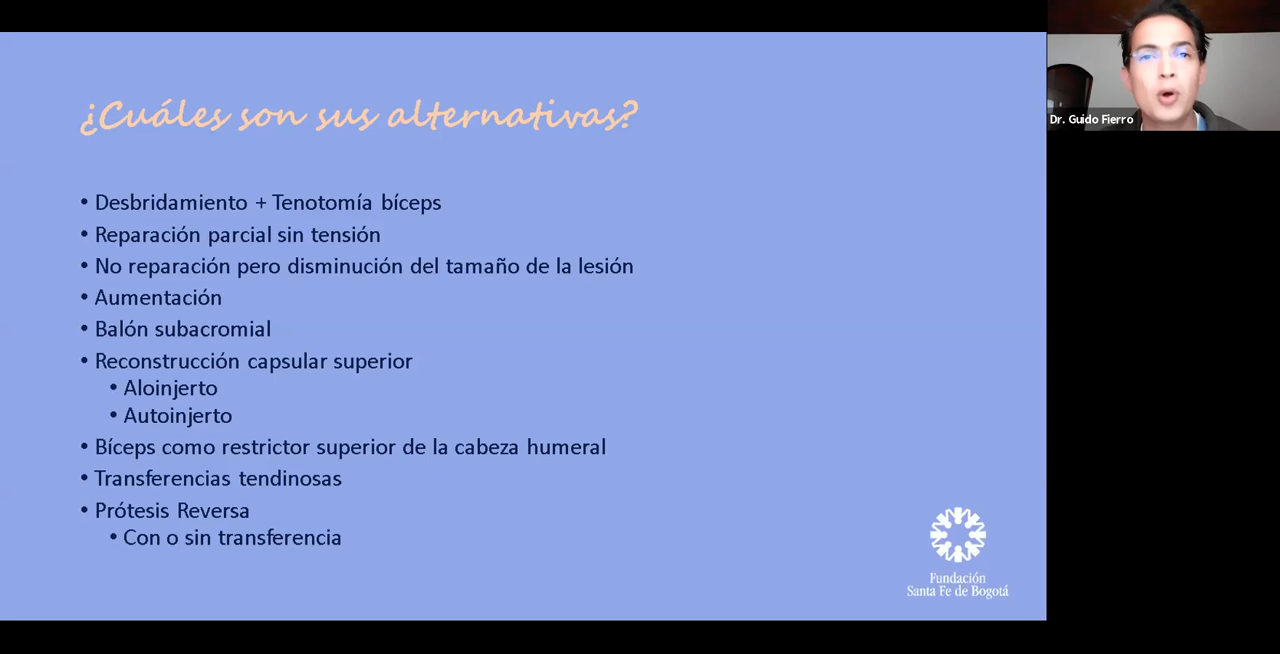 ¿Cuáles son sus alternativas?
• Desbridamiento + Tenotomía bíceps
• Reparación parcial sin tensión
• No reparación pero disminución del tamaño de la lesión
• Aumentación
• Balón subacromial
• Reconstrucción capsular superior
• Aloinjerto
• Autoinjerto
• Bíceps como restrictor superior de la cabeza humeral
• Transferencias tendinosas
• Prótesis Reversa
• Con o sin transferencia
Fundación
Santa Fe de Bogotá
Dr. Guido Fierro